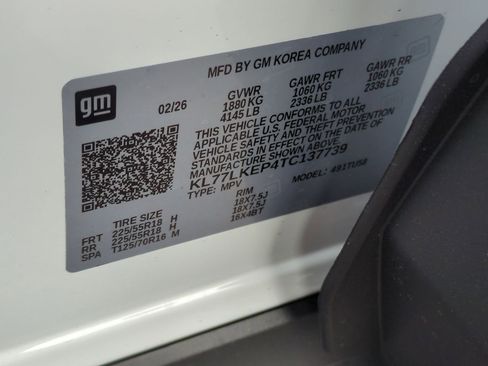 MFD BY GM KOREA COMPANY
gm
02/26
GVWR GAWR FRT GAWR RR
1880 KG 1060 KG 1060 KG
4145 LB 2336 LB 2336 LB
THIS VEHICLE CONFORMS TO ALL
APPLICABLE U.S. FEDERAL MOTOR
VEHICLE SAFETY AND THEFT PREVENTION
STANDARDS IN EFFECT ON THE DATE OF
MANUFACTURE SHOWN ABOVE.
KL77LKEP4TC137739
TYPE: MPV MODEL: 491TU58
TIRE SIZE RIM
FRT 225/55R18 H 18X7.5J
RR 225/55R18 H 18X7.5J
SPA T125/70R16 M 16X4BT